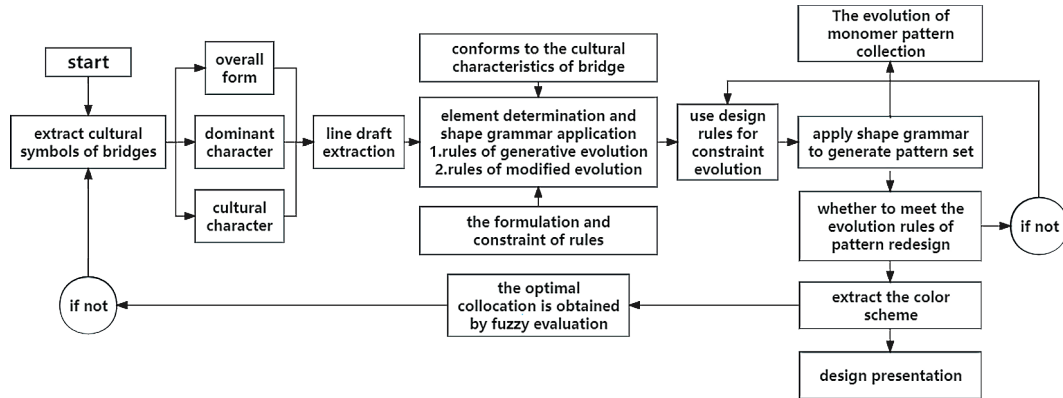 start
extract cultural
symbols of bridges
overall
form
dominant
character
cultural
character
line draft
extraction
conforms to the cultural
characteristics of bridge
element determination and
shape grammar application
1.rules of generative evolution
2.rules of modified evolution
the formulation and
constraint of rules
use design
rules for
constraint
evolution
The evolution of
monomer pattern
collection
apply shape grammar
to generate pattern set
whether to meet the
evolution rules of
pattern redesign
if not
extract the color
scheme
the optimal
collocation is obtained
by fuzzy evaluation
if not
design presentation